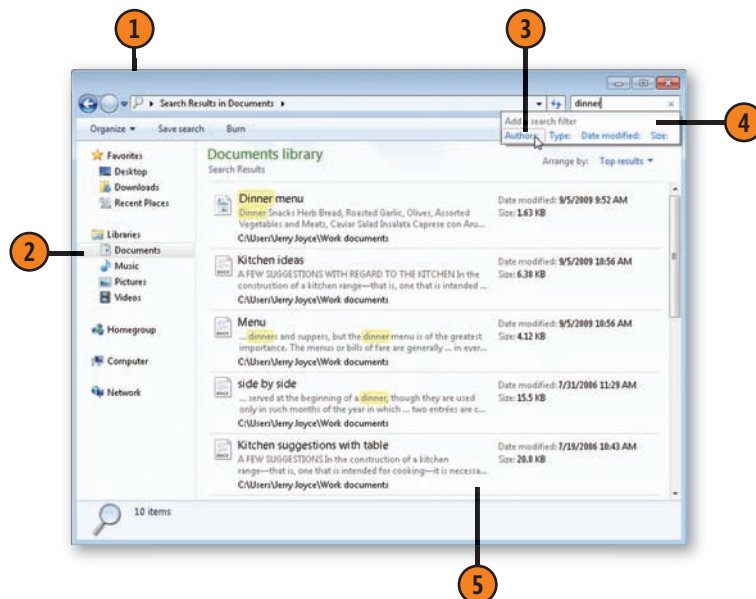 1
3
Search Results in Documents
dinner
4
Add a search filter
Author: Type: Date modified: Size:
Organize Save search Burn
Favorites
Desktop
Downloads
Recent Places
2
Libraries
Documents
Music
Pictures
Videos
Homegroup
Computer
Network
Documents library
Search Results
Arrange by: Top results
Dinner menu
Dinner Snacks Herb Bread, Roasted Garlic, Olives, Assorted
Vegetables and Meats, Caviar Salad Insalata Caprese con Aru...
C:\Users\Jerry Joyce\Work documents
Date modified: 9/5/2009 9:52 AM
Size: 1.63 KB
Kitchen ideas
A FEW SUGGESTIONS WITH REGARD TO THE KITCHEN In the
construction of a kitchen range—that is, one that is intended ...
C:\Users\Jerry Joyce\Work documents
Date modified: 9/5/2009 10:56 AM
Size: 6.38 KB
Menu
... dinners and suppers, but the dinner menu is of the greatest
importance. The menus or bills of fare are generally ... in ever...
C:\Users\Jerry Joyce\Work documents
Date modified: 9/5/2009 10:56 AM
Size: 4.12 KB
side by side
... served at the beginning of a dinner, though they are used
only in such months of the year in which ... two entrées are c...
C:\Users\Jerry Joyce\Work documents
Date modified: 7/31/2006 11:29 AM
Size: 15.5 KB
Kitchen suggestions with table
A FEW SUGGESTIONS In the construction of a kitchen
range—that is, one that is intended for cooking—it is necessa...
C:\Users\Jerry Joyce\Work documents
Date modified: 7/19/2006 10:43 AM
Size: 20.8 KB
10 items
5